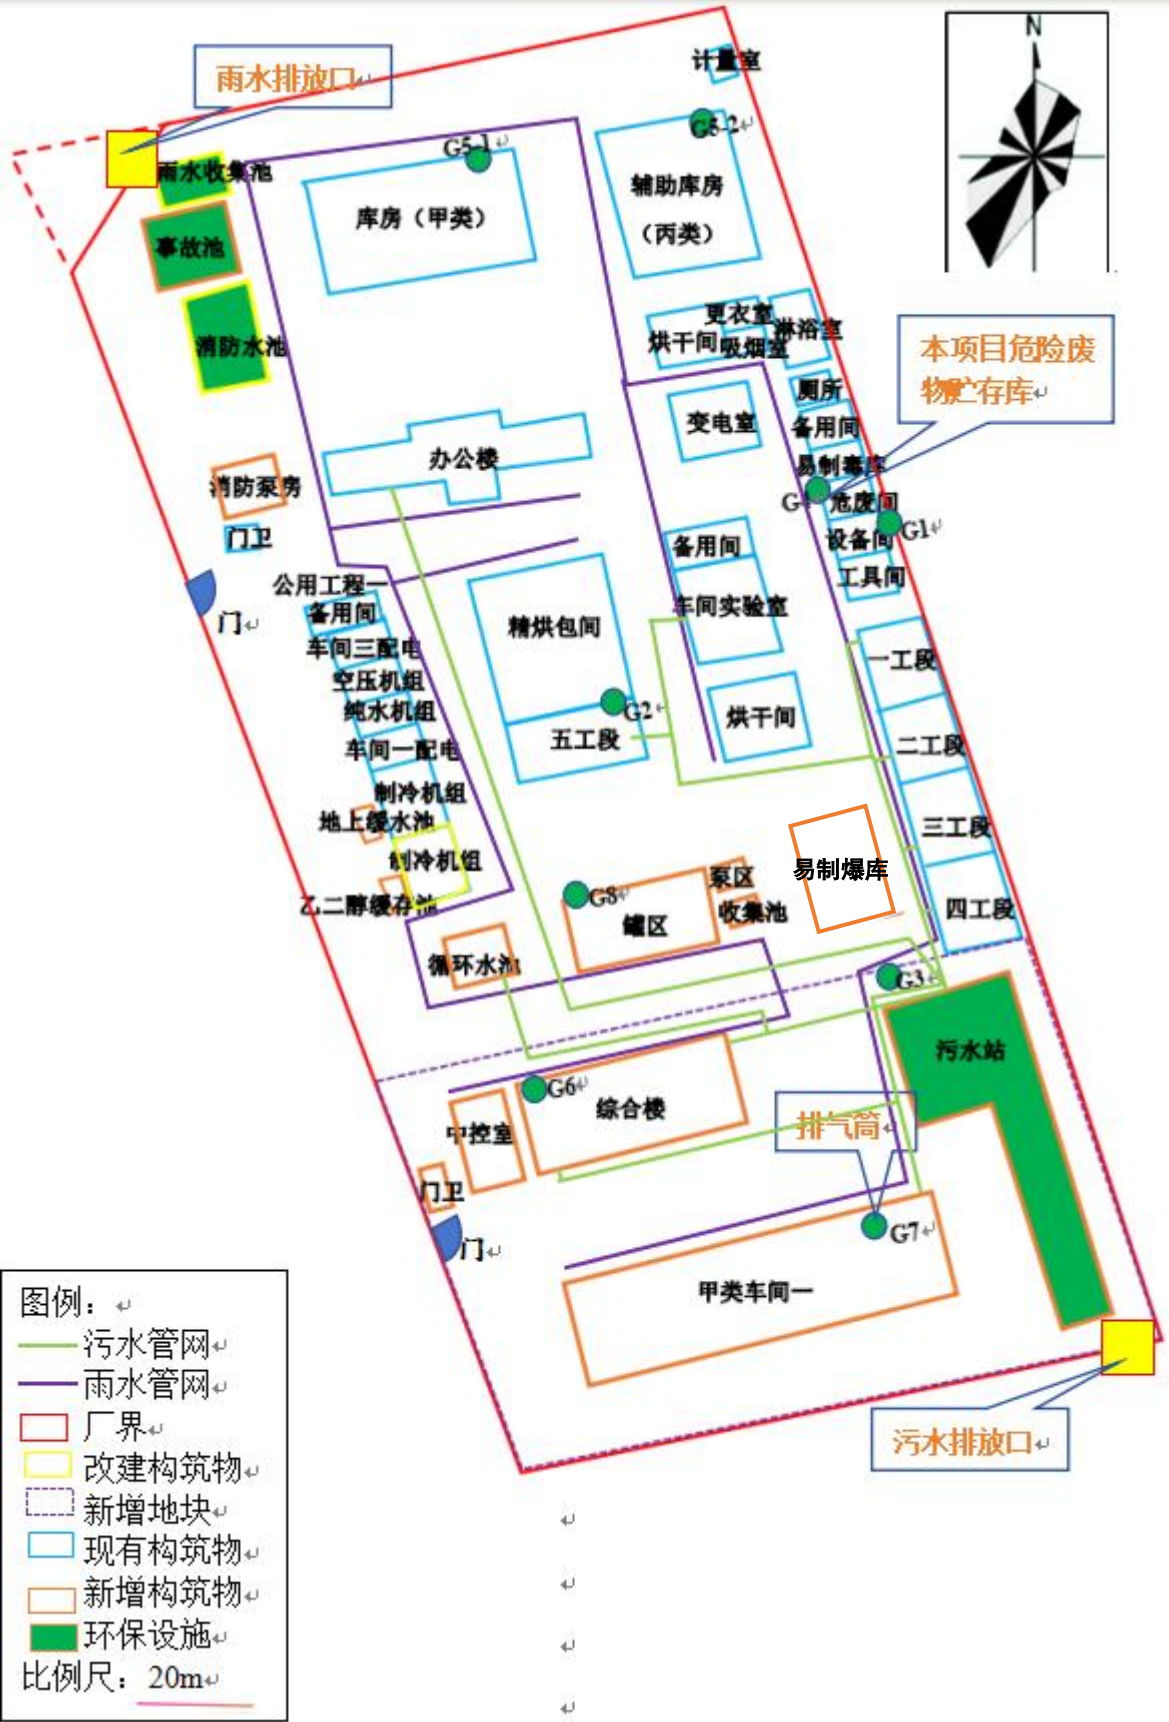 计量室
N
雨水排放口
G5-1
G5-2
雨水收集池
库房（甲类）
辅助库房
（丙类）
事故池
消防水池
更衣室
淋浴室
烘干间
吸烟室
本项目危险废
物贮存库
厕所
变电室
备用间
办公楼
易制毒库
消防泵房
G4
危废间
G1
门卫
设备间
备用间
工具间
公用工程一
备用间
精烘包间
车间实验室
门
车间三配电
一工段
空压机组
纯水机组
G2
烘干间
五工段
车间一配电
二工段
制冷机组
地上缓水池
三工段
制冷机组
易制爆库
泵区
G8
乙二醇缓存池
罐区
收集池
四工段
循环水池
G3
污水站
G6
综合楼
中控室
排气筒
门卫
门
G7
甲类车间一
污水排放口
图例：
污水管网
雨水管网
厂界
改建构筑物
新增地块
现有构筑物
新增构筑物
环保设施
比例尺：20m